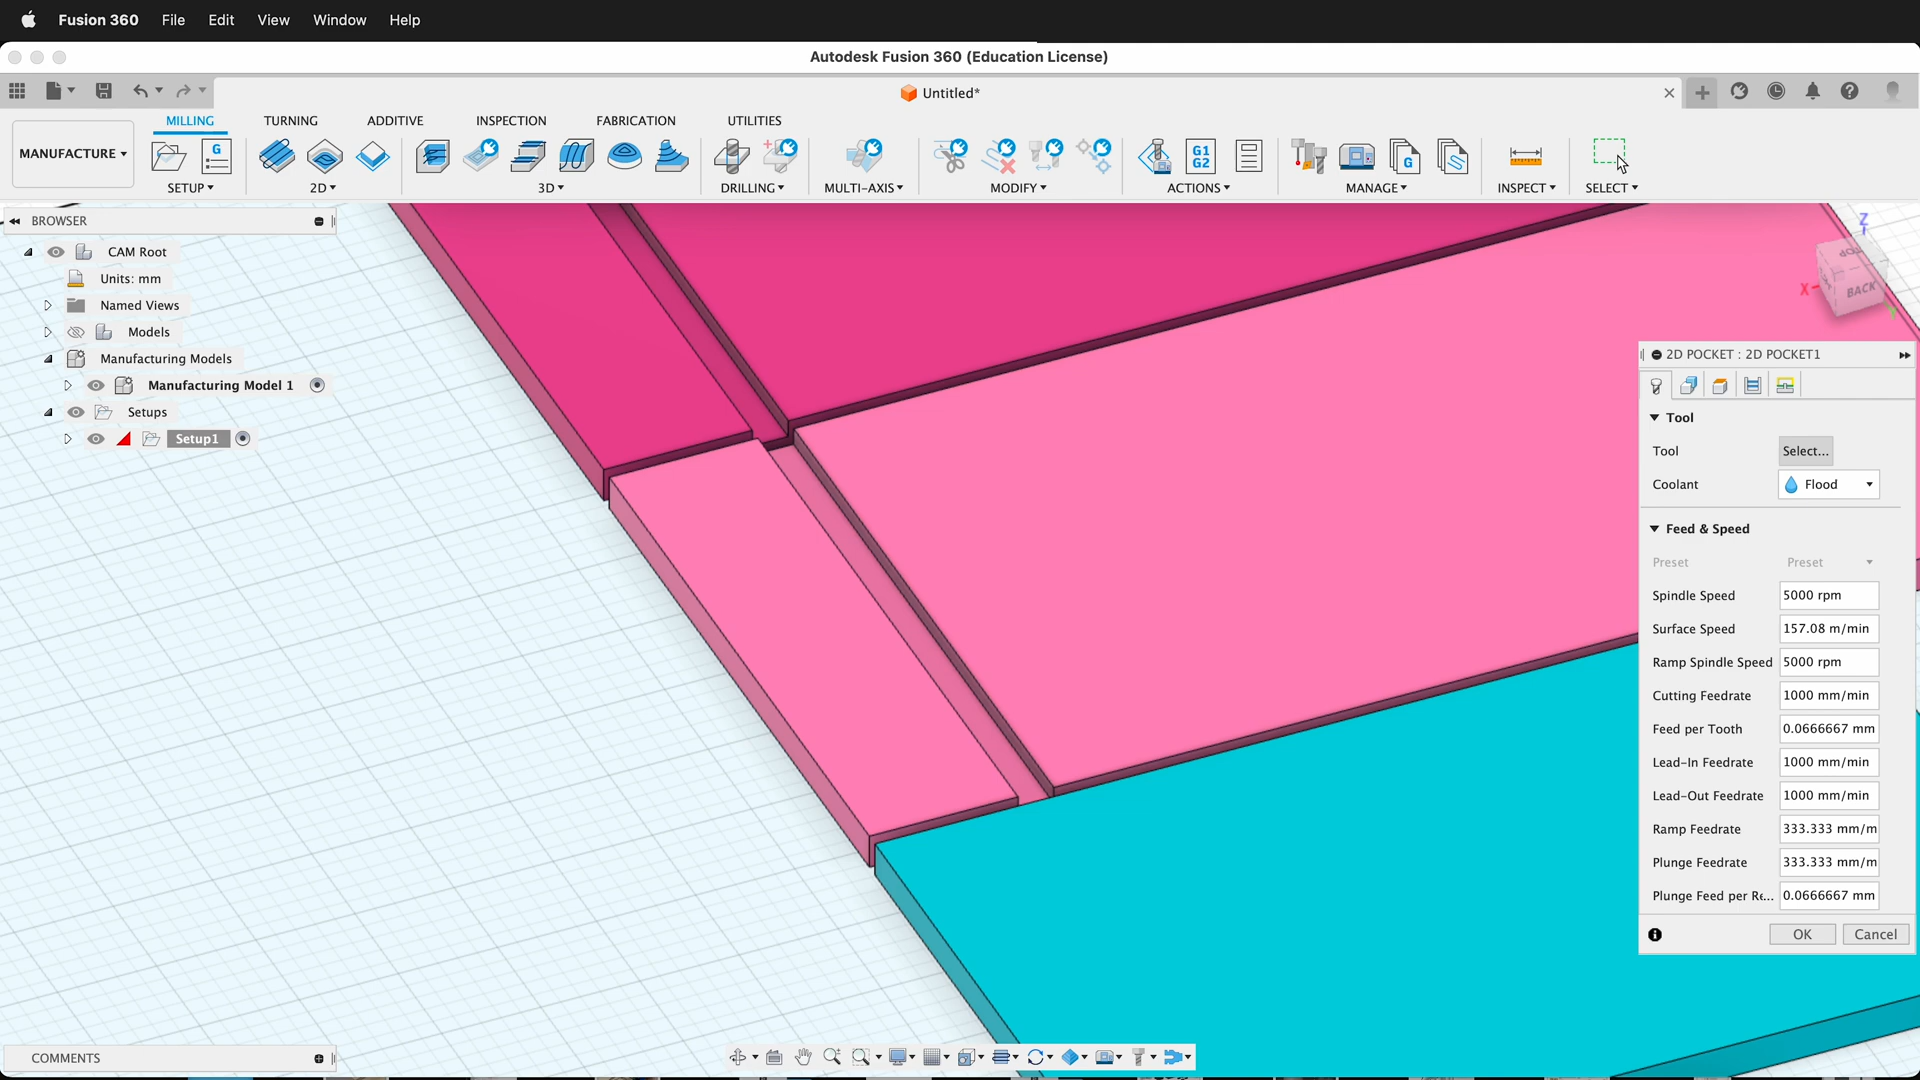 Fusion 360 File Edit View Window Help
Autodesk Fusion 360 (Education License)
Untitled*
MILLING TURNING ADDITIVE INSPECTION FABRICATION UTILITIES
MANUFACTURE
G
G1
G2
G
SETUP 2D 3D DRILLING MULTI-AXIS MODIFY ACTIONS MANAGE INSPECT SELECT
BROWSER
CAM Root
Units: mm
Named Views
Models
Manufacturing Models
Manufacturing Model 1
Setups
Setup1
Z
TOP
X
BACK
Y
2D POCKET : 2D POCKET1
Tool
Tool Select...
Coolant Flood
Feed & Speed
Preset Preset
Spindle Speed 5000 rpm
Surface Speed 157.08 m/min
Ramp Spindle Speed 5000 rpm
Cutting Feedrate 1000 mm/min
Feed per Tooth 0.0666667 mm
Lead-In Feedrate 1000 mm/min
Lead-Out Feedrate 1000 mm/min
Ramp Feedrate 333.333 mm/m
Plunge Feedrate 333.333 mm/m
Plunge Feed per Re... 0.0666667 mm
OK Cancel
COMMENTS